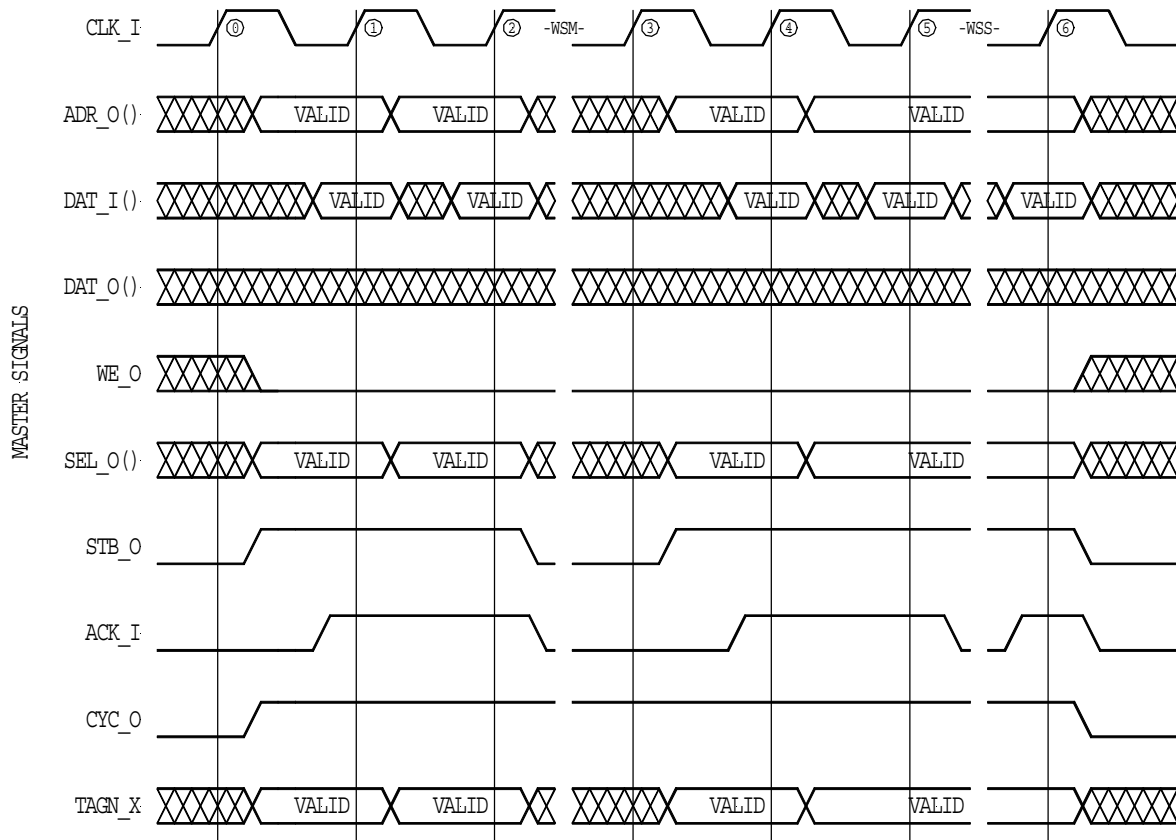 CLK_I ⓪ ① ② -WSM- ③ ④ ⑤ -WSS- ⑥
ADR_O() VALID VALID VALID VALID
DAT_I() VALID VALID VALID VALID VALID
DAT_O()
MASTER SIGNALS
WE_O
SEL_O() VALID VALID VALID VALID
STB_O
ACK_I
CYC_O
TAGN_X VALID VALID VALID VALID